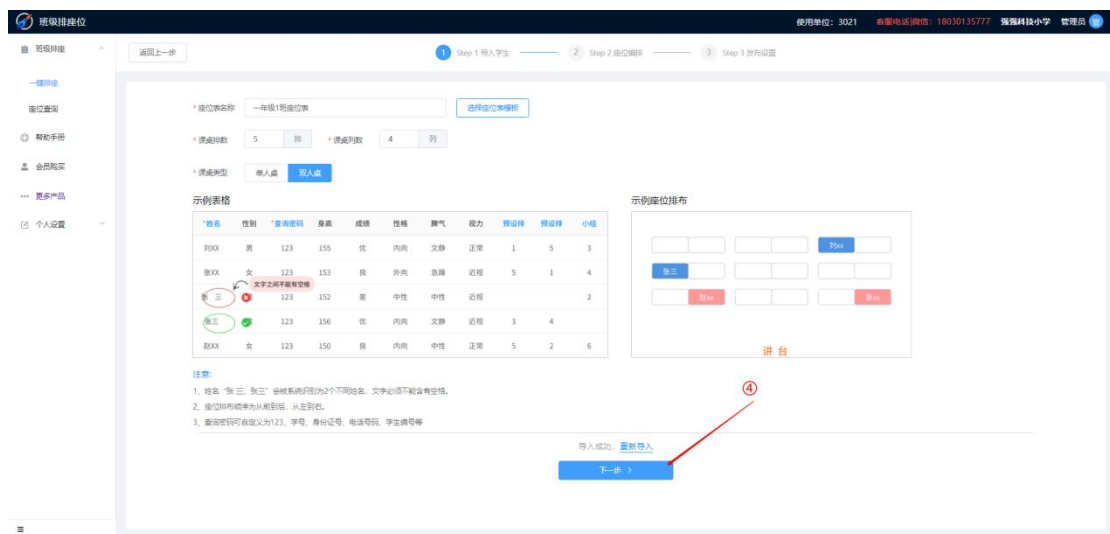 班级排座位 使用单位：3021 客服电话|微信：18030135777 强强科技小学 管理员
班级排座
一键排座
座位查询
帮助手册
会员购买
更多产品
个人设置
返回上一步 1 Step 1 导入学生 2 Step 2 座位编排 3 Step 3 发布设置
* 座位表名称 一年级1班座位表 选择座位表模板
* 课桌排数 5 排 * 课桌列数 4 列
* 课桌类型 单人桌 双人桌
示例表格
*姓名 性别 *查询密码 身高 成绩 性格 脾气 视力 预设排 预设排 小组
刘XX 男 123 155 优 内向 文静 正常 1 5 3
张XX 女 123 153 良 外向 急躁 近视 5 1 4
文字之间不能有空格
张 三 123 152 差 中性 中性 近视 2
张三 123 156 优 内向 文静 近视 3 4
赵XX 女 123 150 良 内向 中性 正常 5 2 6
示例座位排布
刘xx
张三
赵xx 张xx
讲 台
注意:
1、姓名 “张 三、张三” 会被系统识别为2个不同姓名，文字必须不能含有空格。
2、座位排布顺序为从前到后，从左到右。
3、查询密码可自定义为123、学号、身份证号、电话号码、学生编号等
④
导入成功，重新导入
下一步 >